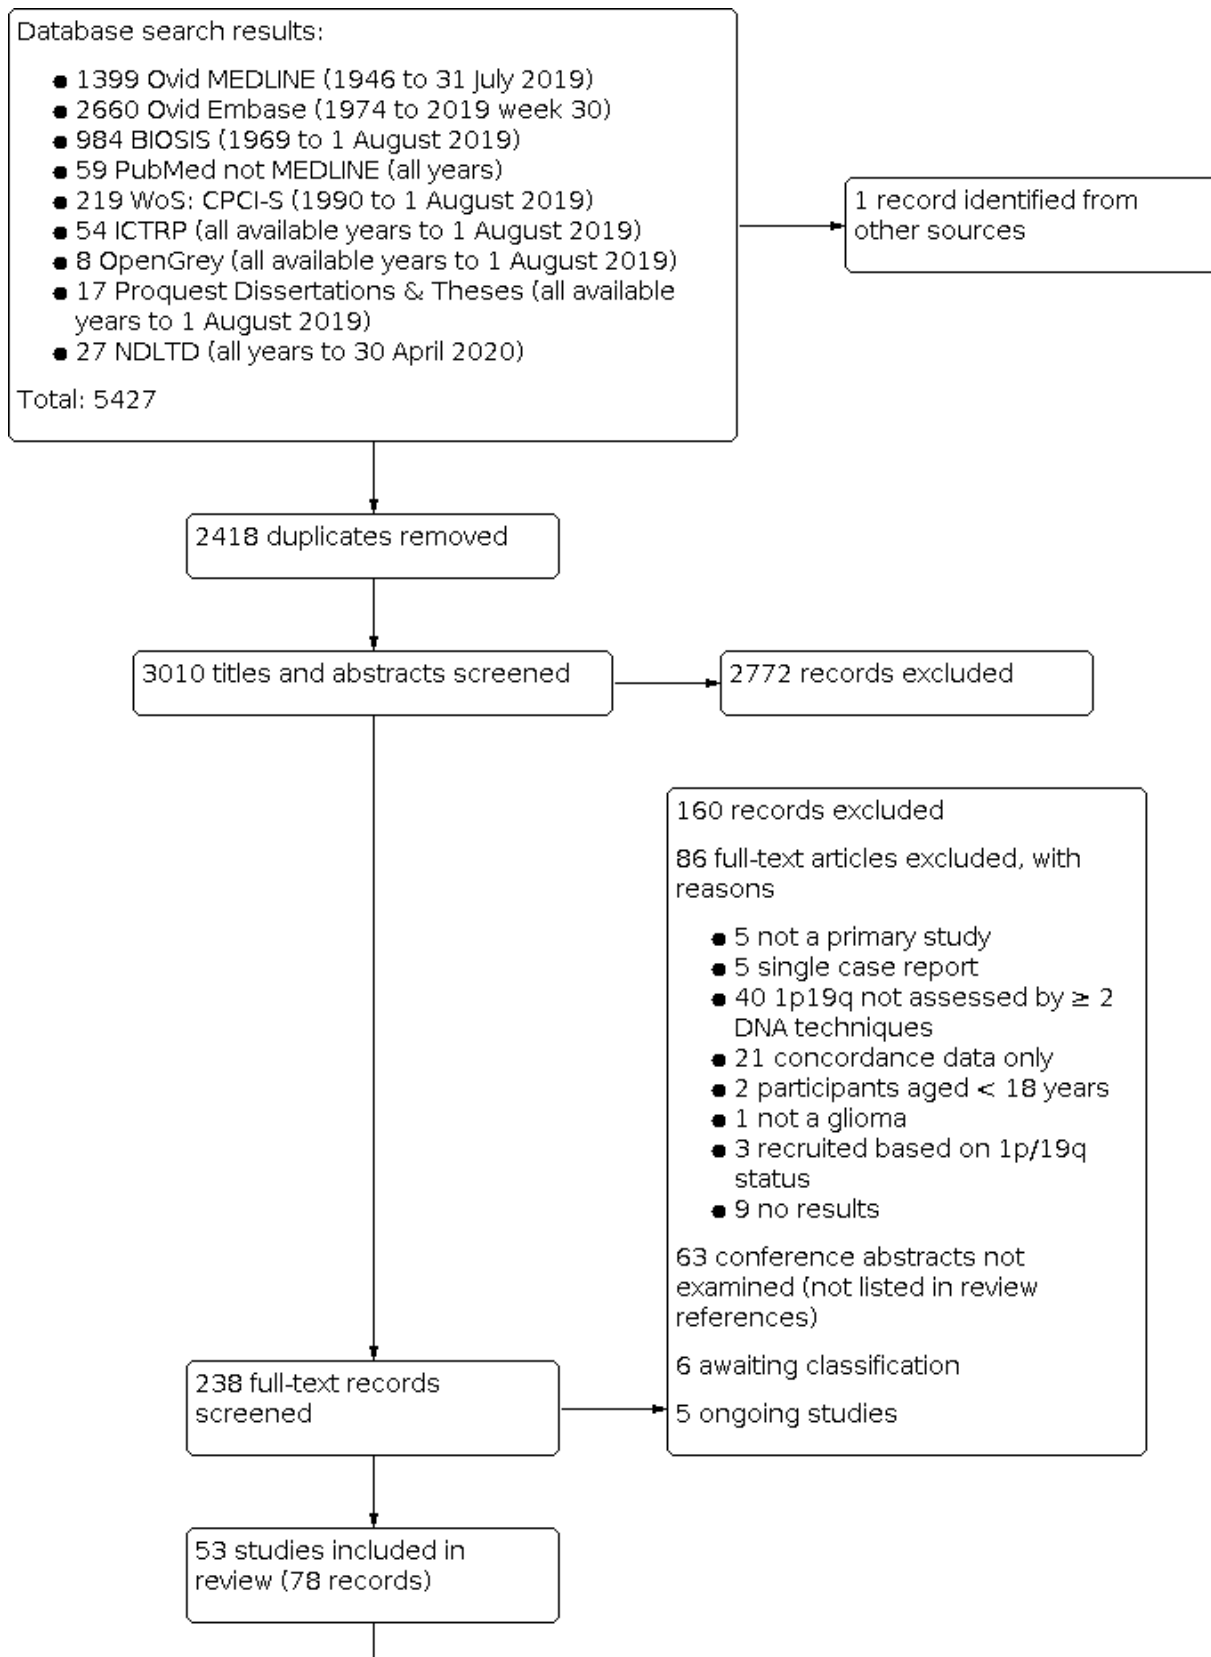 Database search results:
● 1399 Ovid MEDLINE (1946 to 31 July 2019)
● 2660 Ovid Embase (1974 to 2019 week 30)
● 984 BIOSIS (1969 to 1 August 2019)
● 59 PubMed not MEDLINE (all years)
● 219 WoS: CPCI-S (1990 to 1 August 2019)
● 54 ICTRP (all available years to 1 August 2019)
● 8 OpenGrey (all available years to 1 August 2019)
● 17 Proquest Dissertations & Theses (all available
years to 1 August 2019)
● 27 NDLTD (all years to 30 April 2020)
Total: 5427
1 record identified from
other sources
2418 duplicates removed
3010 titles and abstracts screened
2772 records excluded
160 records excluded
86 full-text articles excluded, with
reasons
● 5 not a primary study
● 5 single case report
● 40 1p19q not assessed by ≥ 2
DNA techniques
● 21 concordance data only
● 2 participants aged < 18 years
● 1 not a glioma
● 3 recruited based on 1p/19q
status
● 9 no results
63 conference abstracts not
examined (not listed in review
references)
6 awaiting classification
5 ongoing studies
238 full-text records
screened
53 studies included in
review (78 records)